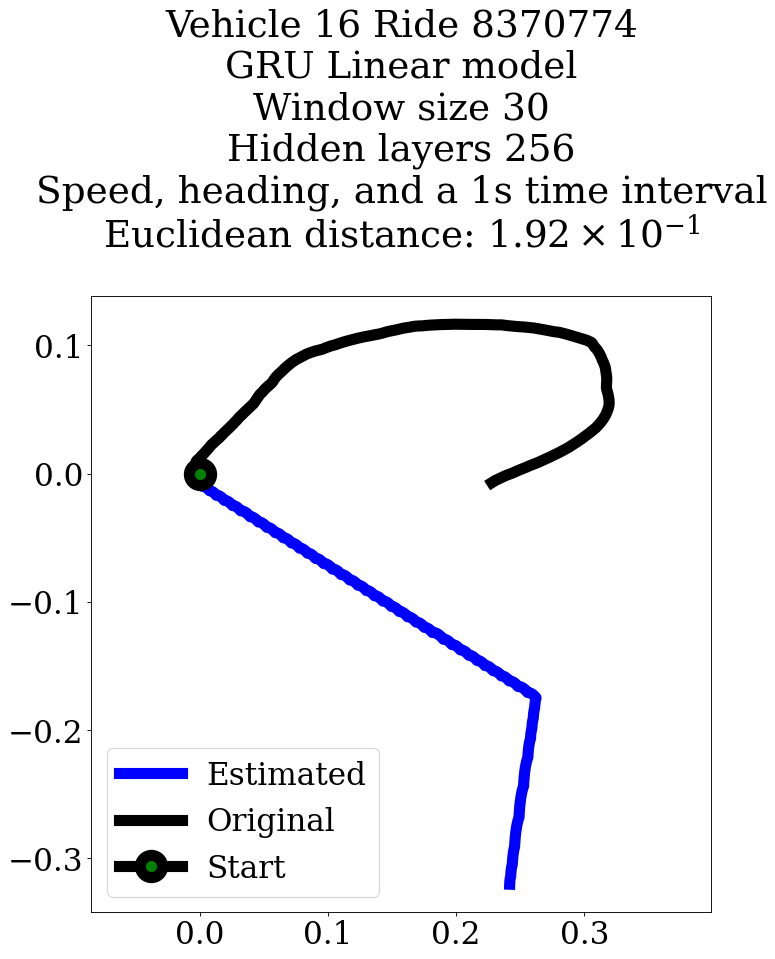 Vehicle 16 Ride 8370774
GRU Linear model
Window size 30
Hidden layers 256
Speed, heading, and a 1s time interval
Euclidean distance: 1.92 × 10⁻¹
0.1
0.0
−0.1
−0.2
−0.3
Estimated
Original
Start
0.0 0.1 0.2 0.3